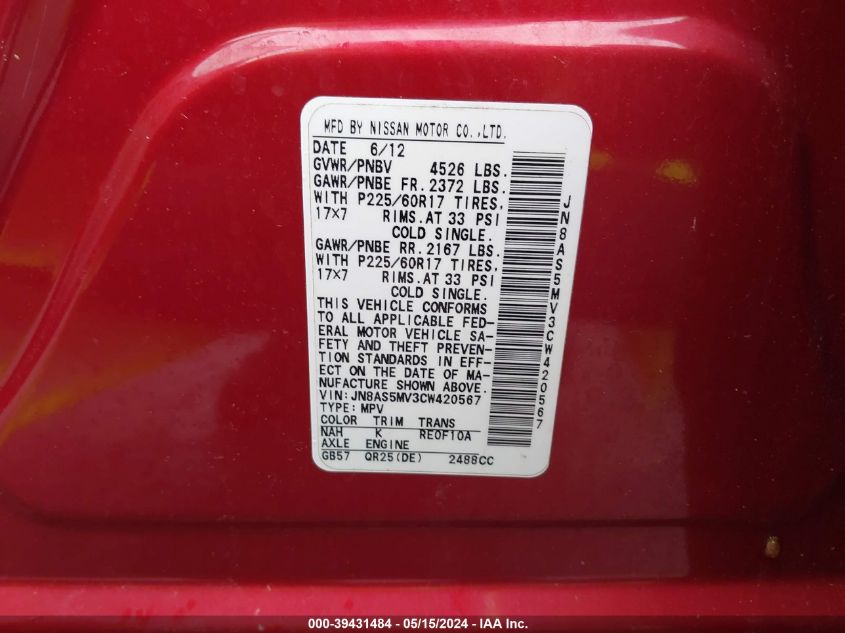 MFD BY NISSAN MOTOR CO.,LTD.
DATE 6/12
GVWR/PNBV 4526 LBS.
GAWR/PNBE FR. 2372 LBS.
WITH P225/60R17 TIRES,
17×7 RIMS.AT 33 PSI
COLD SINGLE.
GAWR/PNBE RR. 2167 LBS.
WITH P225/60R17 TIRES,
17×7 RIMS.AT 33 PSI
COLD SINGLE.
THIS VEHICLE CONFORMS
TO ALL APPLICABLE FED-
ERAL MOTOR VEHICLE SA-
FETY AND THEFT PREVEN-
TION STANDARDS IN EFF-
ECT ON THE DATE OF MA-
NUFACTURE SHOWN ABOVE.
VIN: JN8AS5MV3CW420567
TYPE: MPV
COLOR TRIM TRANS
NAH K RE0F10A
AXLE ENGINE
GB57 QR25(DE) 2488CC
JN8AS5MV3CW420567
000-39431484 - 05/15/2024 - IAA Inc.